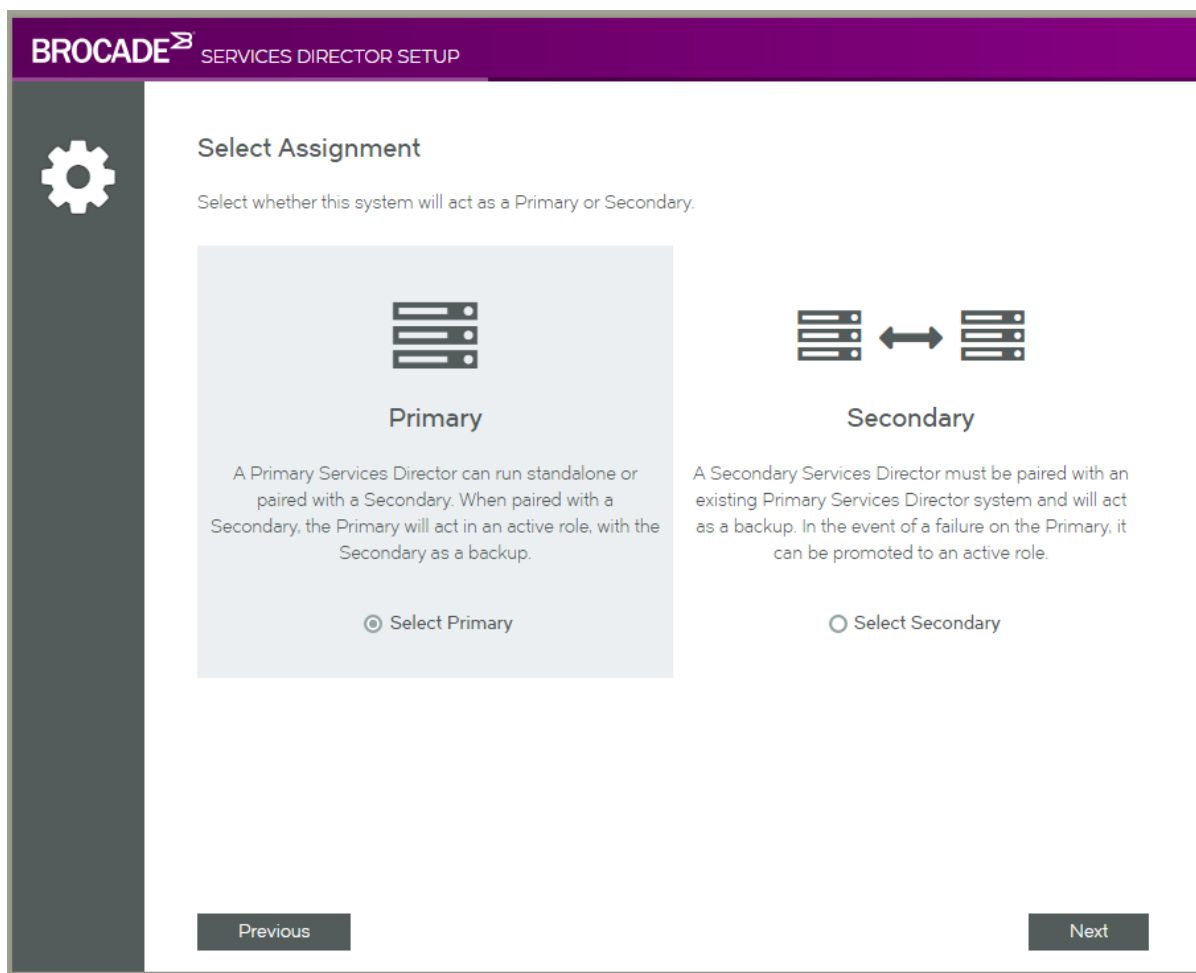 BROCADE SERVICES DIRECTOR SETUP
Select Assignment
Select whether this system will act as a Primary or Secondary.
Primary
A Primary Services Director can run standalone or
paired with a Secondary. When paired with a
Secondary, the Primary will act in an active role, with the
Secondary as a backup.
Select Primary
Secondary
A Secondary Services Director must be paired with an
existing Primary Services Director system and will act
as a backup. In the event of a failure on the Primary, it
can be promoted to an active role.
Select Secondary
Previous
Next